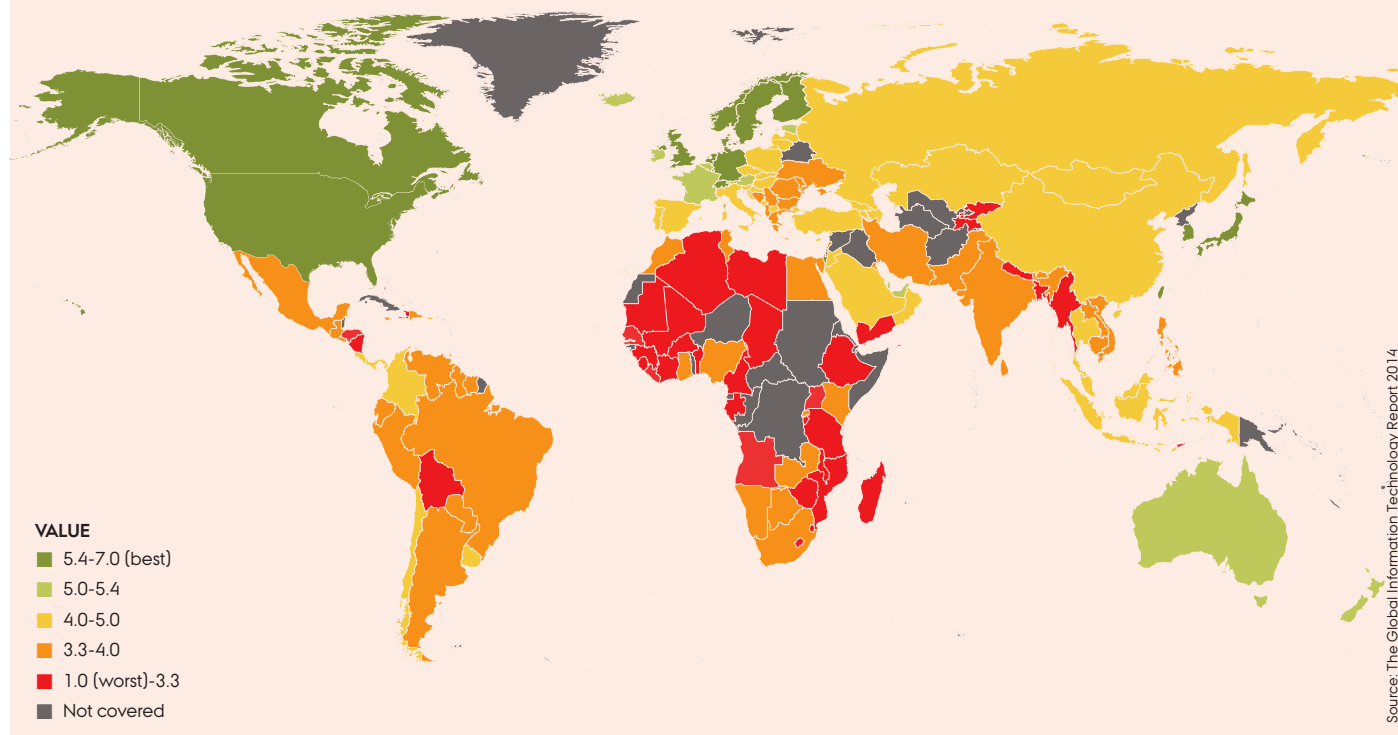 VALUE
5.4-7.0 (best)
5.0-5.4
4.0-5.0
3.3-4.0
1.0 (worst)-3.3
Not covered
Source: The Global Information Technology Report 2014